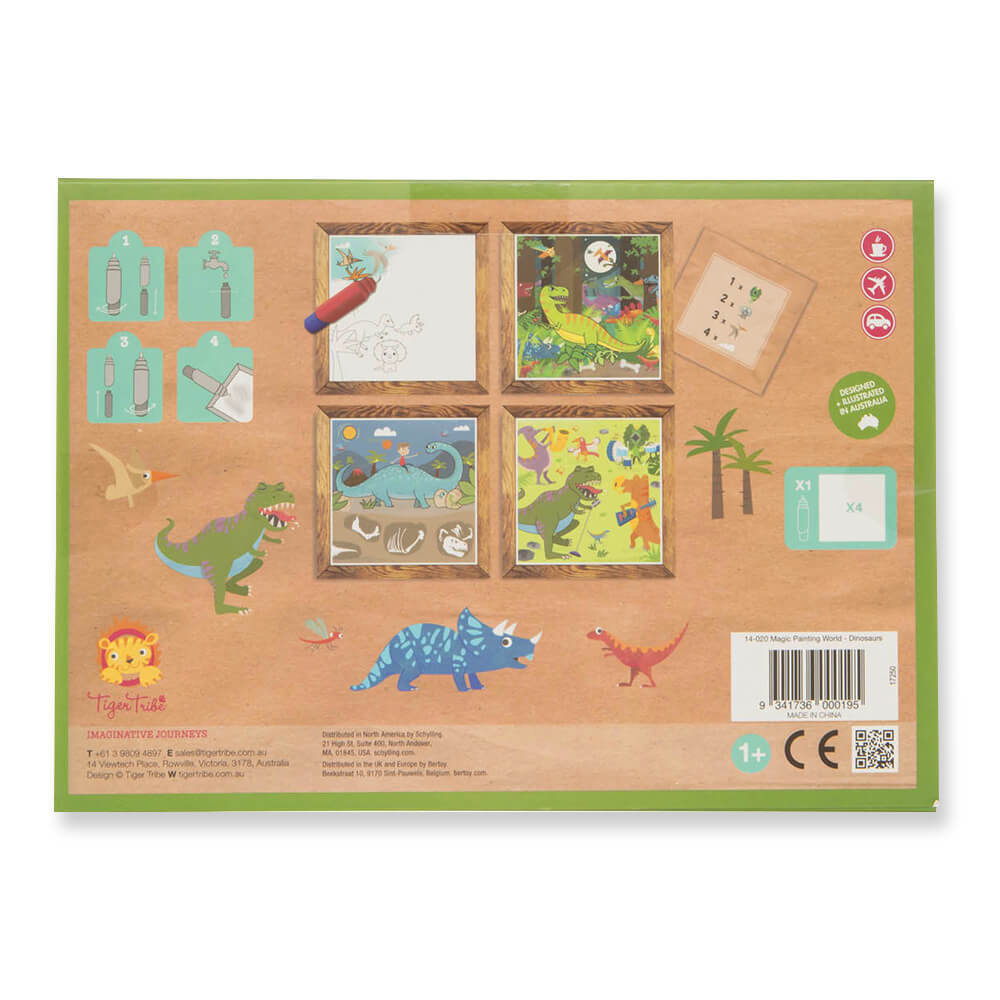 1
2
3
4
1 x
2 x
3 x
4 x
DESIGNED
+ ILLUSTRATED
IN AUSTRALIA
X1
X4
14-020 Magic Painting World - Dinosaurs
9 341736 000195
MADE IN CHINA
17250
Tiger Tribe
IMAGINATIVE JOURNEYS
T +61 3 9809 4897 E sales@tigertribe.com.au
14 Viewtech Place, Rowville, Victoria, 3178, Australia
Design © Tiger Tribe W tigertribe.com.au
Distributed in North America by Schylling.
21 High St, Suite 400, North Andover,
MA, 01845, USA. schylling.com.
Distributed in the UK and Europe by Bertoy.
Beekstraat 10, 9170 Sint-Pauwels, Belgium. bertoy.com.
1+
CE